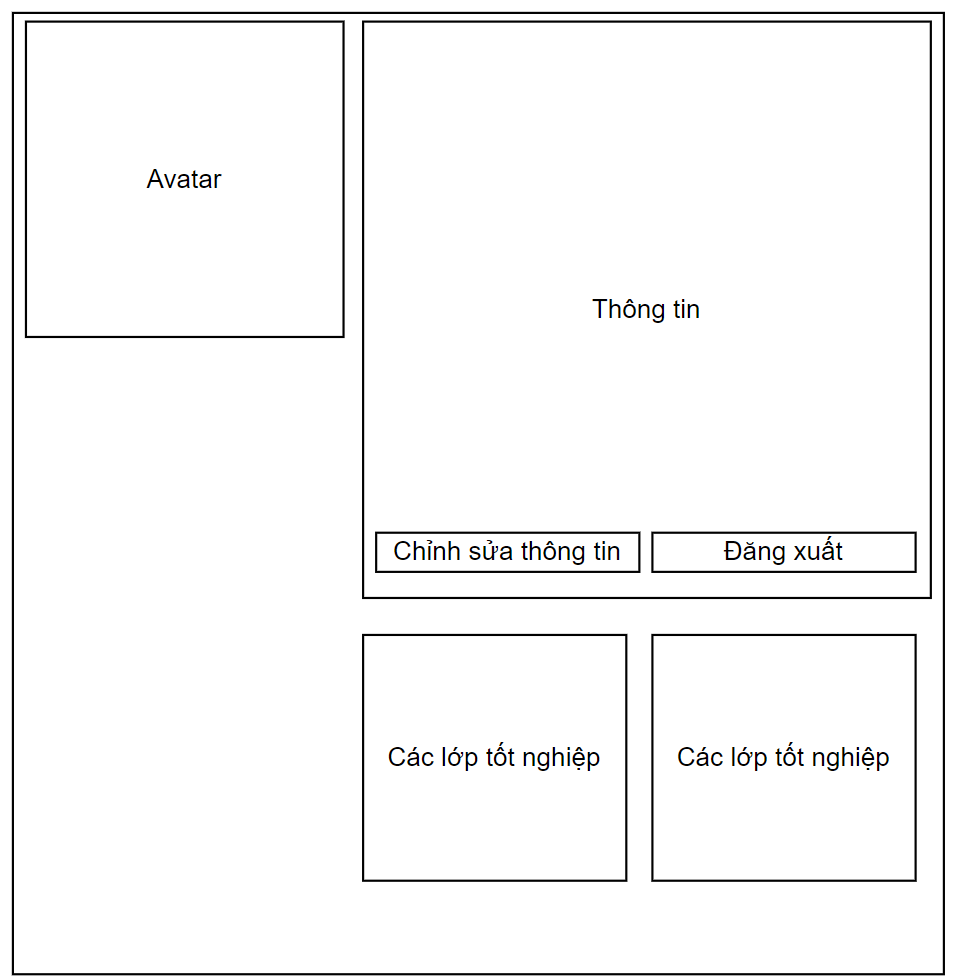 Avatar
Thông tin
Chỉnh sửa thông tin
Đăng xuất
Các lớp tốt nghiệp
Các lớp tốt nghiệp